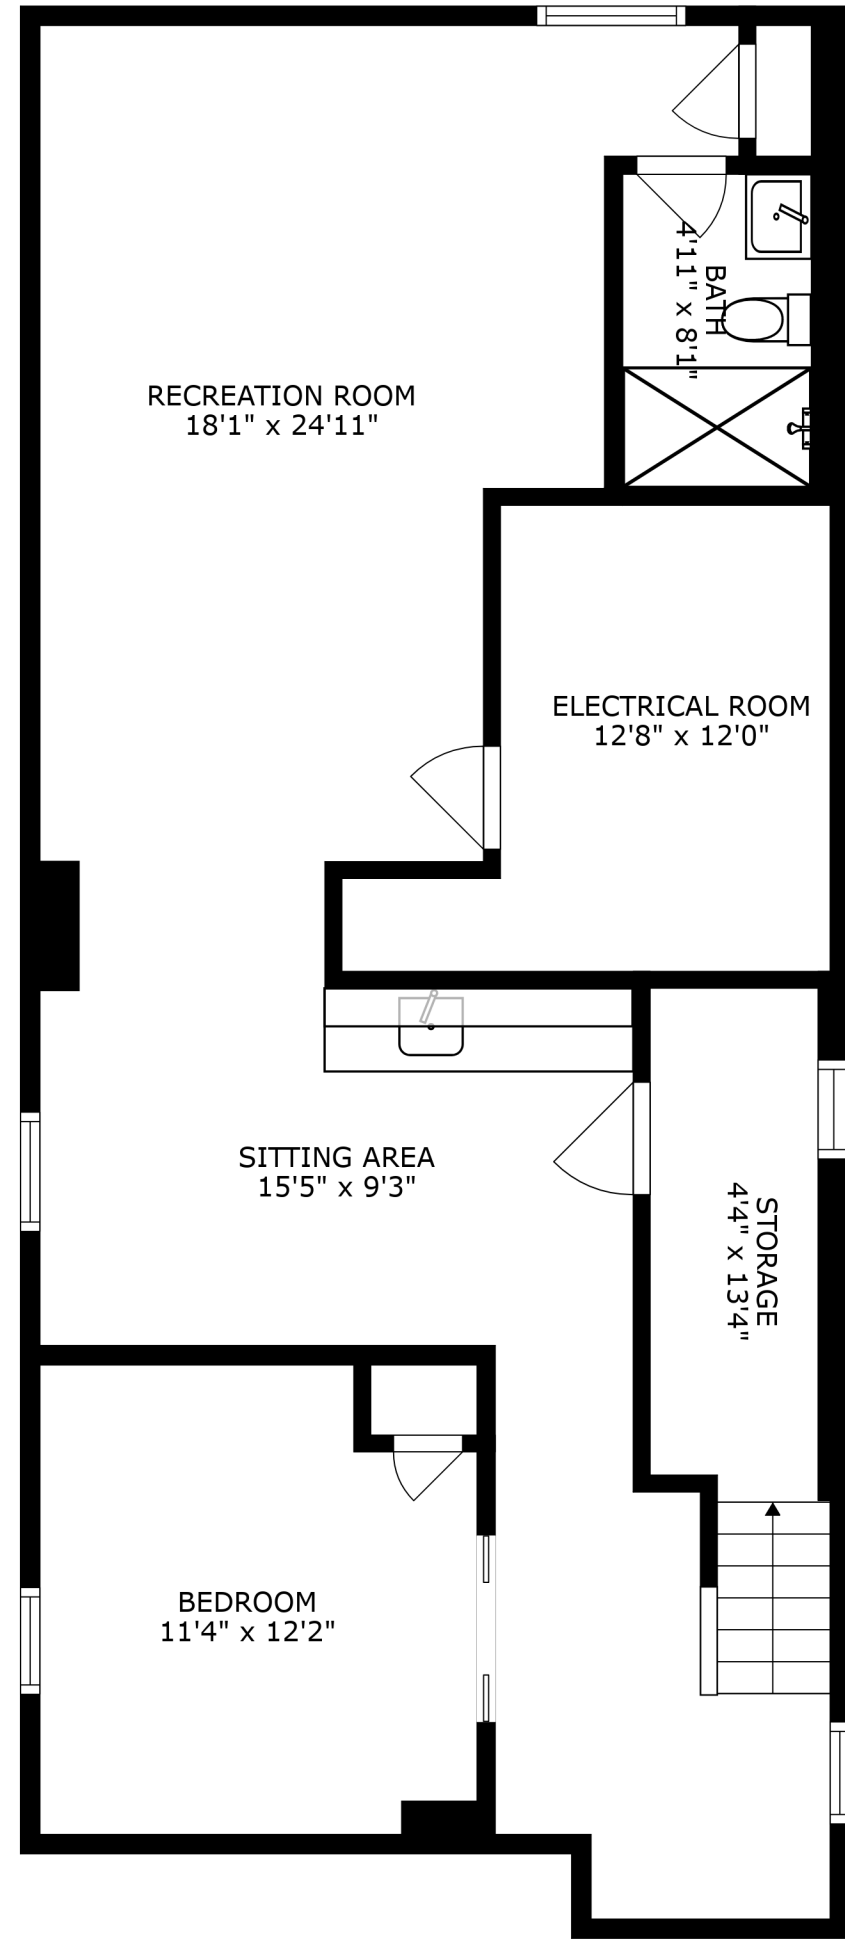 BATH
4'11" x 8'1"
RECREATION ROOM
18'1" x 24'11"
ELECTRICAL ROOM
12'8" x 12'0"
SITTING AREA
15'5" x 9'3"
STORAGE
4'4" x 13'4"
BEDROOM
11'4" x 12'2"